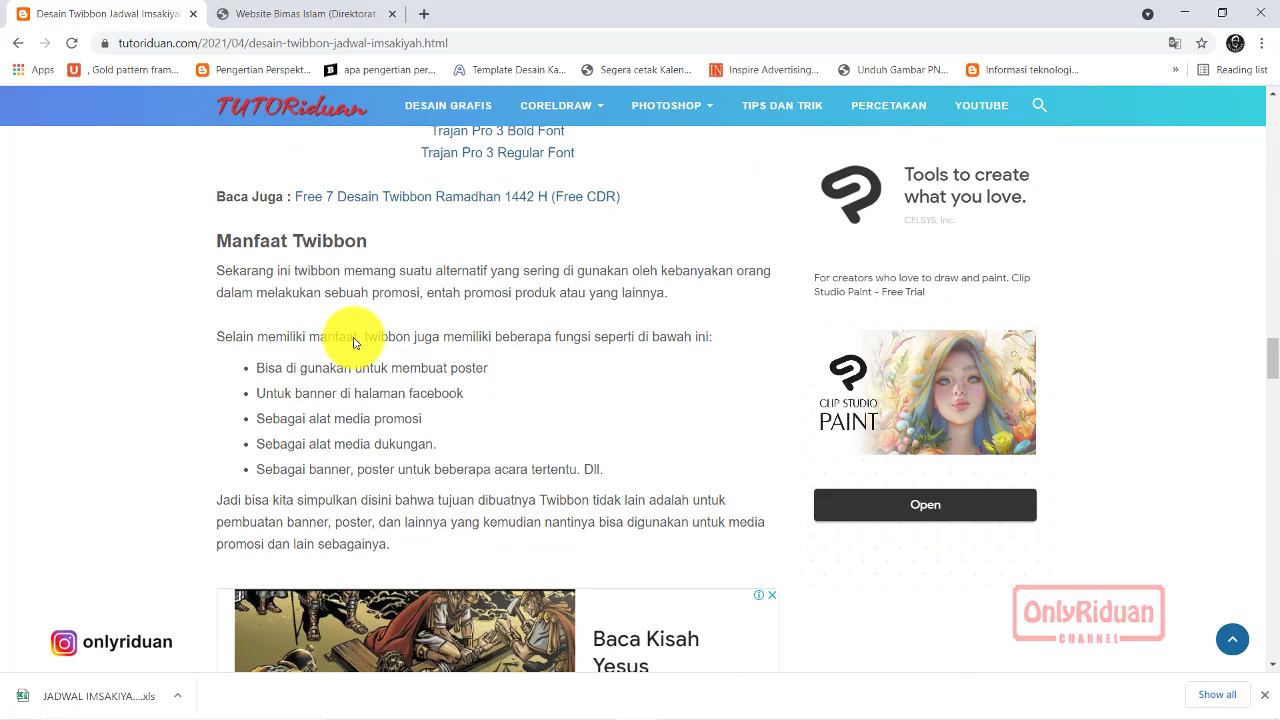 Desain Twibbon Jadwal Imsakiyah
Website Bimas Islam (Direktorat
tutoriduan.com/2021/04/desain-twibbon-jadwal-imsakiyah.html
Apps
, Gold pattern fram...
Pengertian Perspekt...
apa pengertian per...
Template Desain Ka...
Segera cetak Kalen...
Inspire Advertising,...
Unduh Gambar PN...
Informasi teknologi...
»
Reading list
TUTORiduan
DESAIN GRAFIS
CORELDRAW
PHOTOSHOP
TIPS DAN TRIK
PERCETAKAN
YOUTUBE
Trajan Pro 3 Bold Font
Trajan Pro 3 Regular Font
Baca Juga : Free 7 Desain Twibbon Ramadhan 1442 H (Free CDR)
Manfaat Twibbon
Sekarang ini twibbon memang suatu alternatif yang sering di gunakan oleh kebanyakan orang
dalam melakukan sebuah promosi, entah promosi produk atau yang lainnya.
Selain memiliki manfaat, twibbon juga memiliki beberapa fungsi seperti di bawah ini:
• Bisa di gunakan untuk membuat poster
• Untuk banner di halaman facebook
• Sebagai alat media promosi
• Sebagai alat media dukungan.
• Sebagai banner, poster untuk beberapa acara tertentu. Dll.
Jadi bisa kita simpulkan disini bahwa tujuan dibuatnya Twibbon tidak lain adalah untuk
pembuatan banner, poster, dan lainnya yang kemudian nantinya bisa digunakan untuk media
promosi dan lain sebagainya.
Baca Kisah
Yesus
Tools to create
what you love.
CELSYS, Inc.
For creators who love to draw and paint. Clip
Studio Paint - Free Trial
CLIP STUDIO
PAINT
Open
OnlyRiduan
CHANNEL
onlyriduan
JADWAL IMSAKIYA....xls
Show all